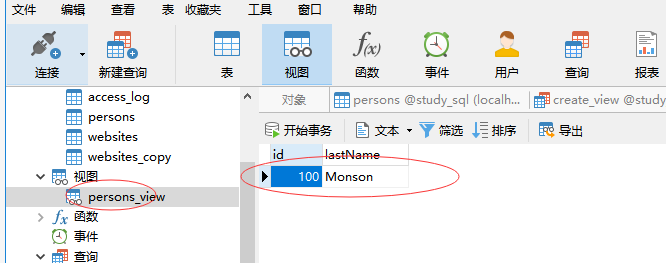 文件 编辑 查看 表 收藏夹 工具 窗口 帮助
连接 新建查询 表 视图 f(x) 函数 事件 用户 查询 报表
对象 persons @study_sql (localh... create_view @study
开始事务 文本 筛选 排序 导出
id lastName
100 Monson
access_log
persons
websites
websites_copy
视图
persons_view
fx 函数
事件
查询